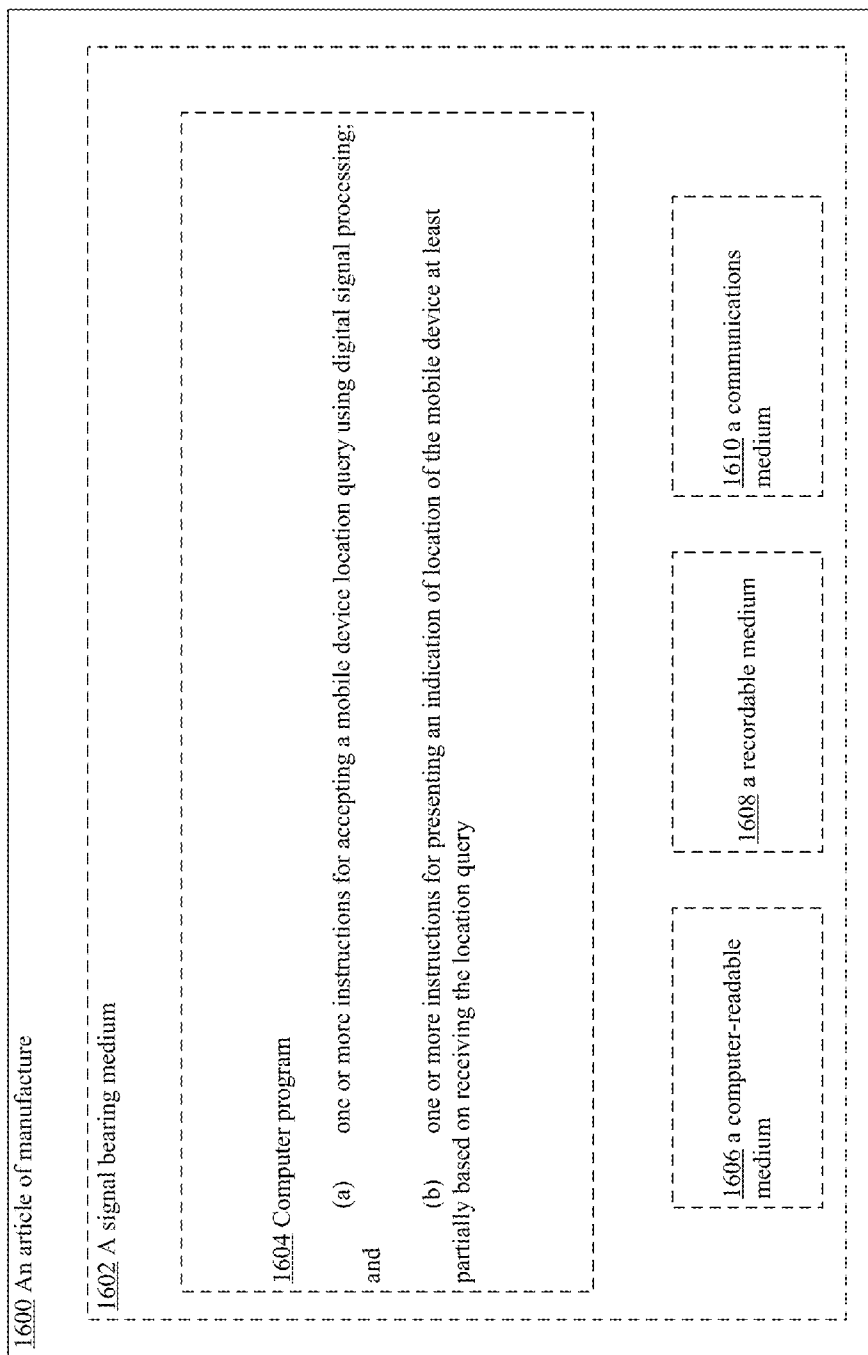 1600 An article of manufacture
1602 A signal bearing medium
1604 Computer program
(a) one or more instructions for accepting a mobile device location query using digital signal processing;
and
(b) one or more instructions for presenting an indication of location of the mobile device at least
partially based on receiving the location query
1606 a computer-readable
medium
1608 a recordable medium
1610 a communications
medium